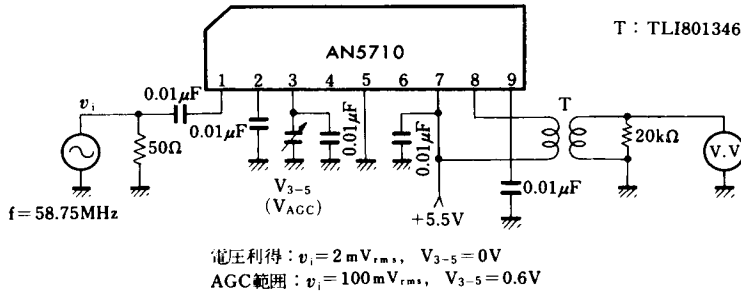 T : TLI801346
AN5710
1 2 3 4 5 6 7 8 9
vi
0.01μF
0.01μF
0.01μF
0.01μF
T
50Ω
20kΩ
V.V
V3−5
(VAGC)
0.01μF
f=58.75MHz
+5.5V
電圧利得：vi=2mVrms, V3−5=0V
AGC範囲：vi=100mVrms, V3−5=0.6V